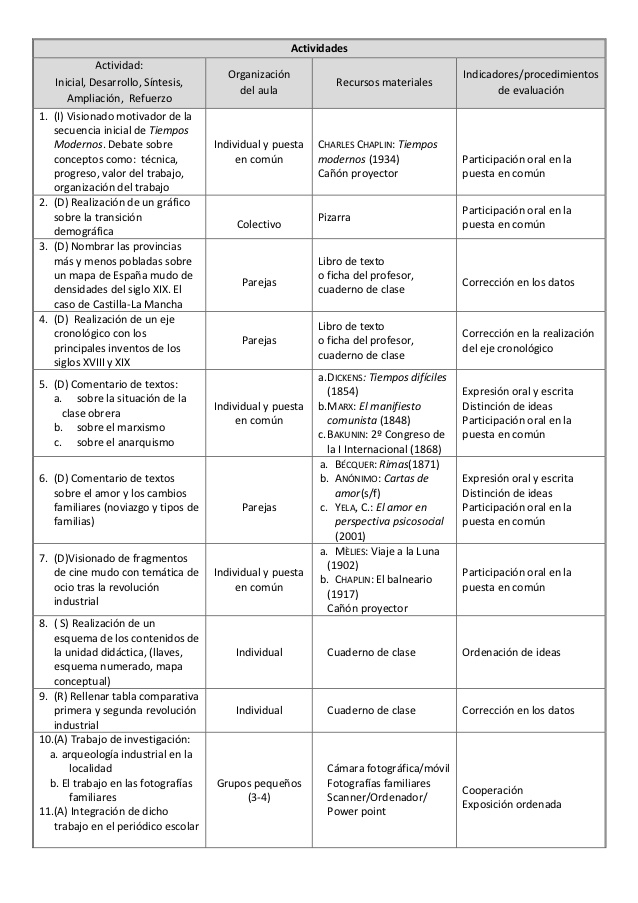 Actividades
Actividad:
Inicial, Desarrollo, Síntesis,
Ampliación, Refuerzo
Organización
del aula
Recursos materiales
Indicadores/procedimientos
de evaluación
1. (I) Visionado motivador de la
secuencia inicial de Tiempos
Modernos. Debate sobre
conceptos como: técnica,
progreso, valor del trabajo,
organización del trabajo
Individual y puesta
en común
CHARLES CHAPLIN: Tiempos
modernos (1934)
Cañón proyector
Participación oral en la
puesta en común
2. (D) Realización de un gráfico
sobre la transición
demográfica
Colectivo
Pizarra
Participación oral en la
puesta en común
3. (D) Nombrar las provincias
más y menos pobladas sobre
un mapa de España mudo de
densidades del siglo XIX. El
caso de Castilla-La Mancha
Parejas
Libro de texto
o ficha del profesor,
cuaderno de clase
Corrección en los datos
4. (D) Realización de un eje
cronológico con los
principales inventos de los
siglos XVIII y XIX
Parejas
Libro de texto
o ficha del profesor,
cuaderno de clase
Corrección en la realización
del eje cronológico
5. (D) Comentario de textos:
a. sobre la situación de la
clase obrera
b. sobre el marxismo
c. sobre el anarquismo
Individual y puesta
en común
a. DICKENS: Tiempos difíciles
(1854)
b. MARX: El manifiesto
comunista (1848)
c. BAKUNIN: 2º Congreso de
la I Internacional (1868)
Expresión oral y escrita
Distinción de ideas
Participación oral en la
puesta en común
6. (D) Comentario de textos
sobre el amor y los cambios
familiares (noviazgo y tipos de
familias)
Parejas
a. BÉCQUER: Rimas(1871)
b. ANÓNIMO: Cartas de
amor(s/f)
c. YELA, C.: El amor en
perspectiva psicosocial
(2001)
Expresión oral y escrita
Distinción de ideas
Participación oral en la
puesta en común
7. (D)Visionado de fragmentos
de cine mudo con temática de
ocio tras la revolución
industrial
Individual y puesta
en común
a. MÈLIES: Viaje a la Luna
(1902)
b. CHAPLIN: El balneario
(1917)
Cañón proyector
Participación oral en la
puesta en común
8. ( S) Realización de un
esquema de los contenidos de
la unidad didáctica, (llaves,
esquema numerado, mapa
conceptual)
Individual
Cuaderno de clase
Ordenación de ideas
9. (R) Rellenar tabla comparativa
primera y segunda revolución
industrial
Individual
Cuaderno de clase
Corrección en los datos
10.(A) Trabajo de investigación:
a. arqueología industrial en la
localidad
b. El trabajo en las fotografías
familiares
11.(A) Integración de dicho
trabajo en el periódico escolar
Grupos pequeños
(3-4)
Cámara fotográfica/móvil
Fotografías familiares
Scanner/Ordenador/
Power point
Cooperación
Exposición ordenada